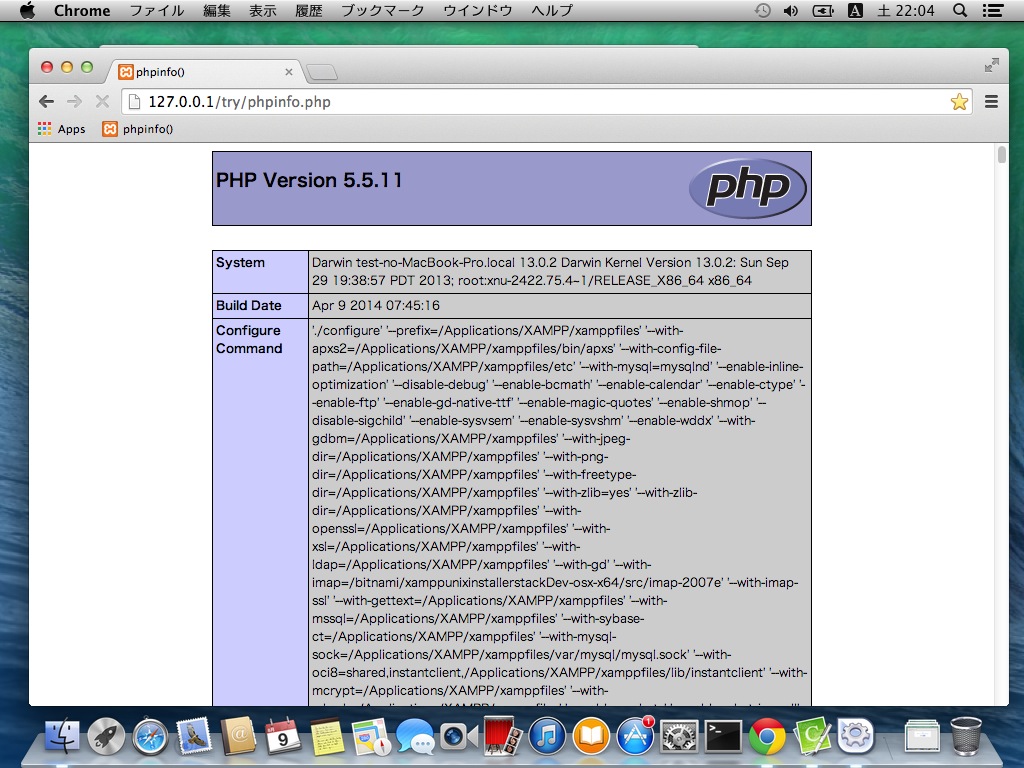 Chrome ファイル 編集 表示 履歴 ブックマーク ウインドウ ヘルプ A 土 22:04
phpinfo()
127.0.0.1/try/phpinfo.php
Apps phpinfo()
PHP Version 5.5.11
php
System
Darwin test-no-MacBook-Pro.local 13.0.2 Darwin Kernel Version 13.0.2: Sun Sep
29 19:38:57 PDT 2013; root:xnu-2422.75.4~1/RELEASE_X86_64 x86_64
Build Date
Apr 9 2014 07:45:16
Configure
Command
'./configure' '--prefix=/Applications/XAMPP/xamppfiles' '--with-
apxs2=/Applications/XAMPP/xamppfiles/bin/apxs' '--with-config-file-
path=/Applications/XAMPP/xamppfiles/etc' '--with-mysql=mysqlnd' '--enable-inline-
optimization' '--disable-debug' '--enable-bcmath' '--enable-calendar' '--enable-ctype' '-
-enable-ftp' '--enable-gd-native-ttf' '--enable-magic-quotes' '--enable-shmop' '--
disable-sigchild' '--enable-sysvsem' '--enable-sysvshm' '--enable-wddx' '--with-
gdbm=/Applications/XAMPP/xamppfiles' '--with-jpeg-
dir=/Applications/XAMPP/xamppfiles' '--with-png-
dir=/Applications/XAMPP/xamppfiles' '--with-freetype-
dir=/Applications/XAMPP/xamppfiles' '--with-zlib=yes' '--with-zlib-
dir=/Applications/XAMPP/xamppfiles' '--with-
openssl=/Applications/XAMPP/xamppfiles' '--with-
xsl=/Applications/XAMPP/xamppfiles' '--with-
ldap=/Applications/XAMPP/xamppfiles' '--with-gd' '--with-
imap=/bitnami/xamppunixinstallerstackDev-osx-x64/src/imap-2007e' '--with-imap-
ssl' '--with-gettext=/Applications/XAMPP/xamppfiles' '--with-
mssql=/Applications/XAMPP/xamppfiles' '--with-sybase-
ct=/Applications/XAMPP/xamppfiles' '--with-mysql-
sock=/Applications/XAMPP/xamppfiles/var/mysql/mysql.sock' '--with-
oci8=shared,instantclient,/Applications/XAMPP/xamppfiles/lib/instantclient' '--with-
mcrypt=/Applications/XAMPP/xamppfiles' '--with-
9
1